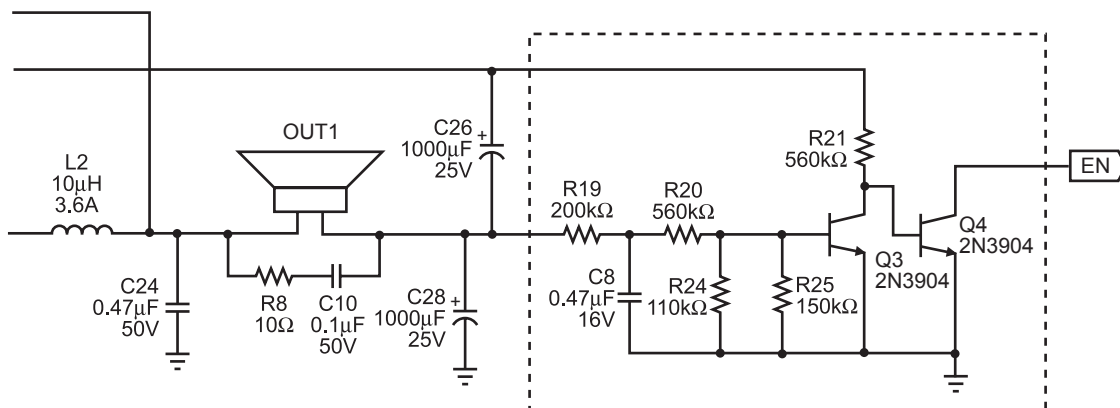 OUT1
L2
10µH
3.6A
C26
+
1000µF
25V
R21
560kΩ
EN
R19
200kΩ
R20
560kΩ
Q4
2N3904
Q3
2N3904
C24
0.47µF
50V
R8
10Ω
C10
0.1µF
50V
C28
+
1000µF
25V
C8
0.47µF
16V
R24
110kΩ
R25
150kΩ